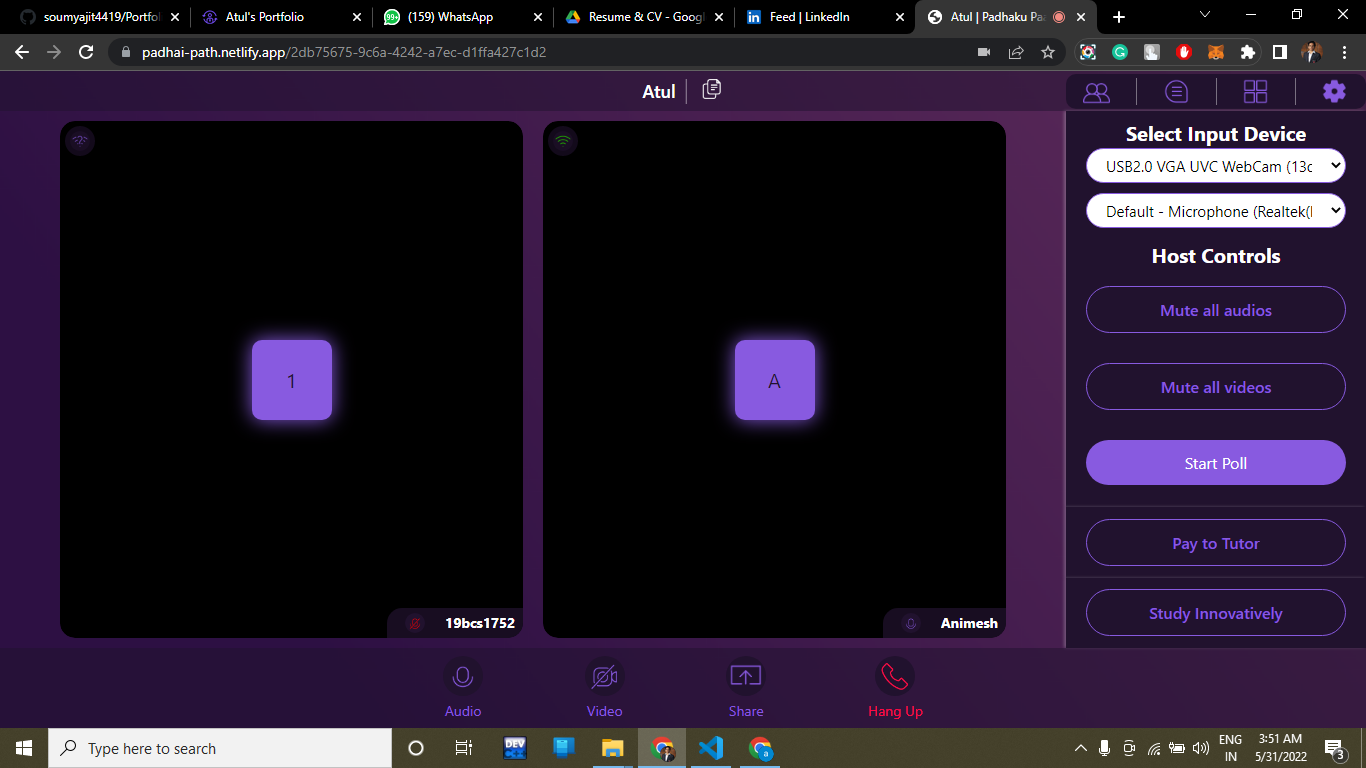 soumyajit4419/Portfol
Atul's Portfolio
(159) WhatsApp
Resume & CV - Googl
Feed | LinkedIn
Atul | Padhaku Paa
padhai-path.netlify.app/2db75675-9c6a-4242-a7ec-d1ffa427c1d2
Atul
Select Input Device
USB2.0 VGA UVC WebCam (13d
Default - Microphone (Realtek(
Host Controls
Mute all audios
1
A
Mute all videos
Start Poll
Pay to Tutor
19bcs1752
Animesh
Study Innovatively
Audio
Video
Share
Hang Up
Type here to search
DEV
a
ENG
IN
3:51 AM
5/31/2022
3